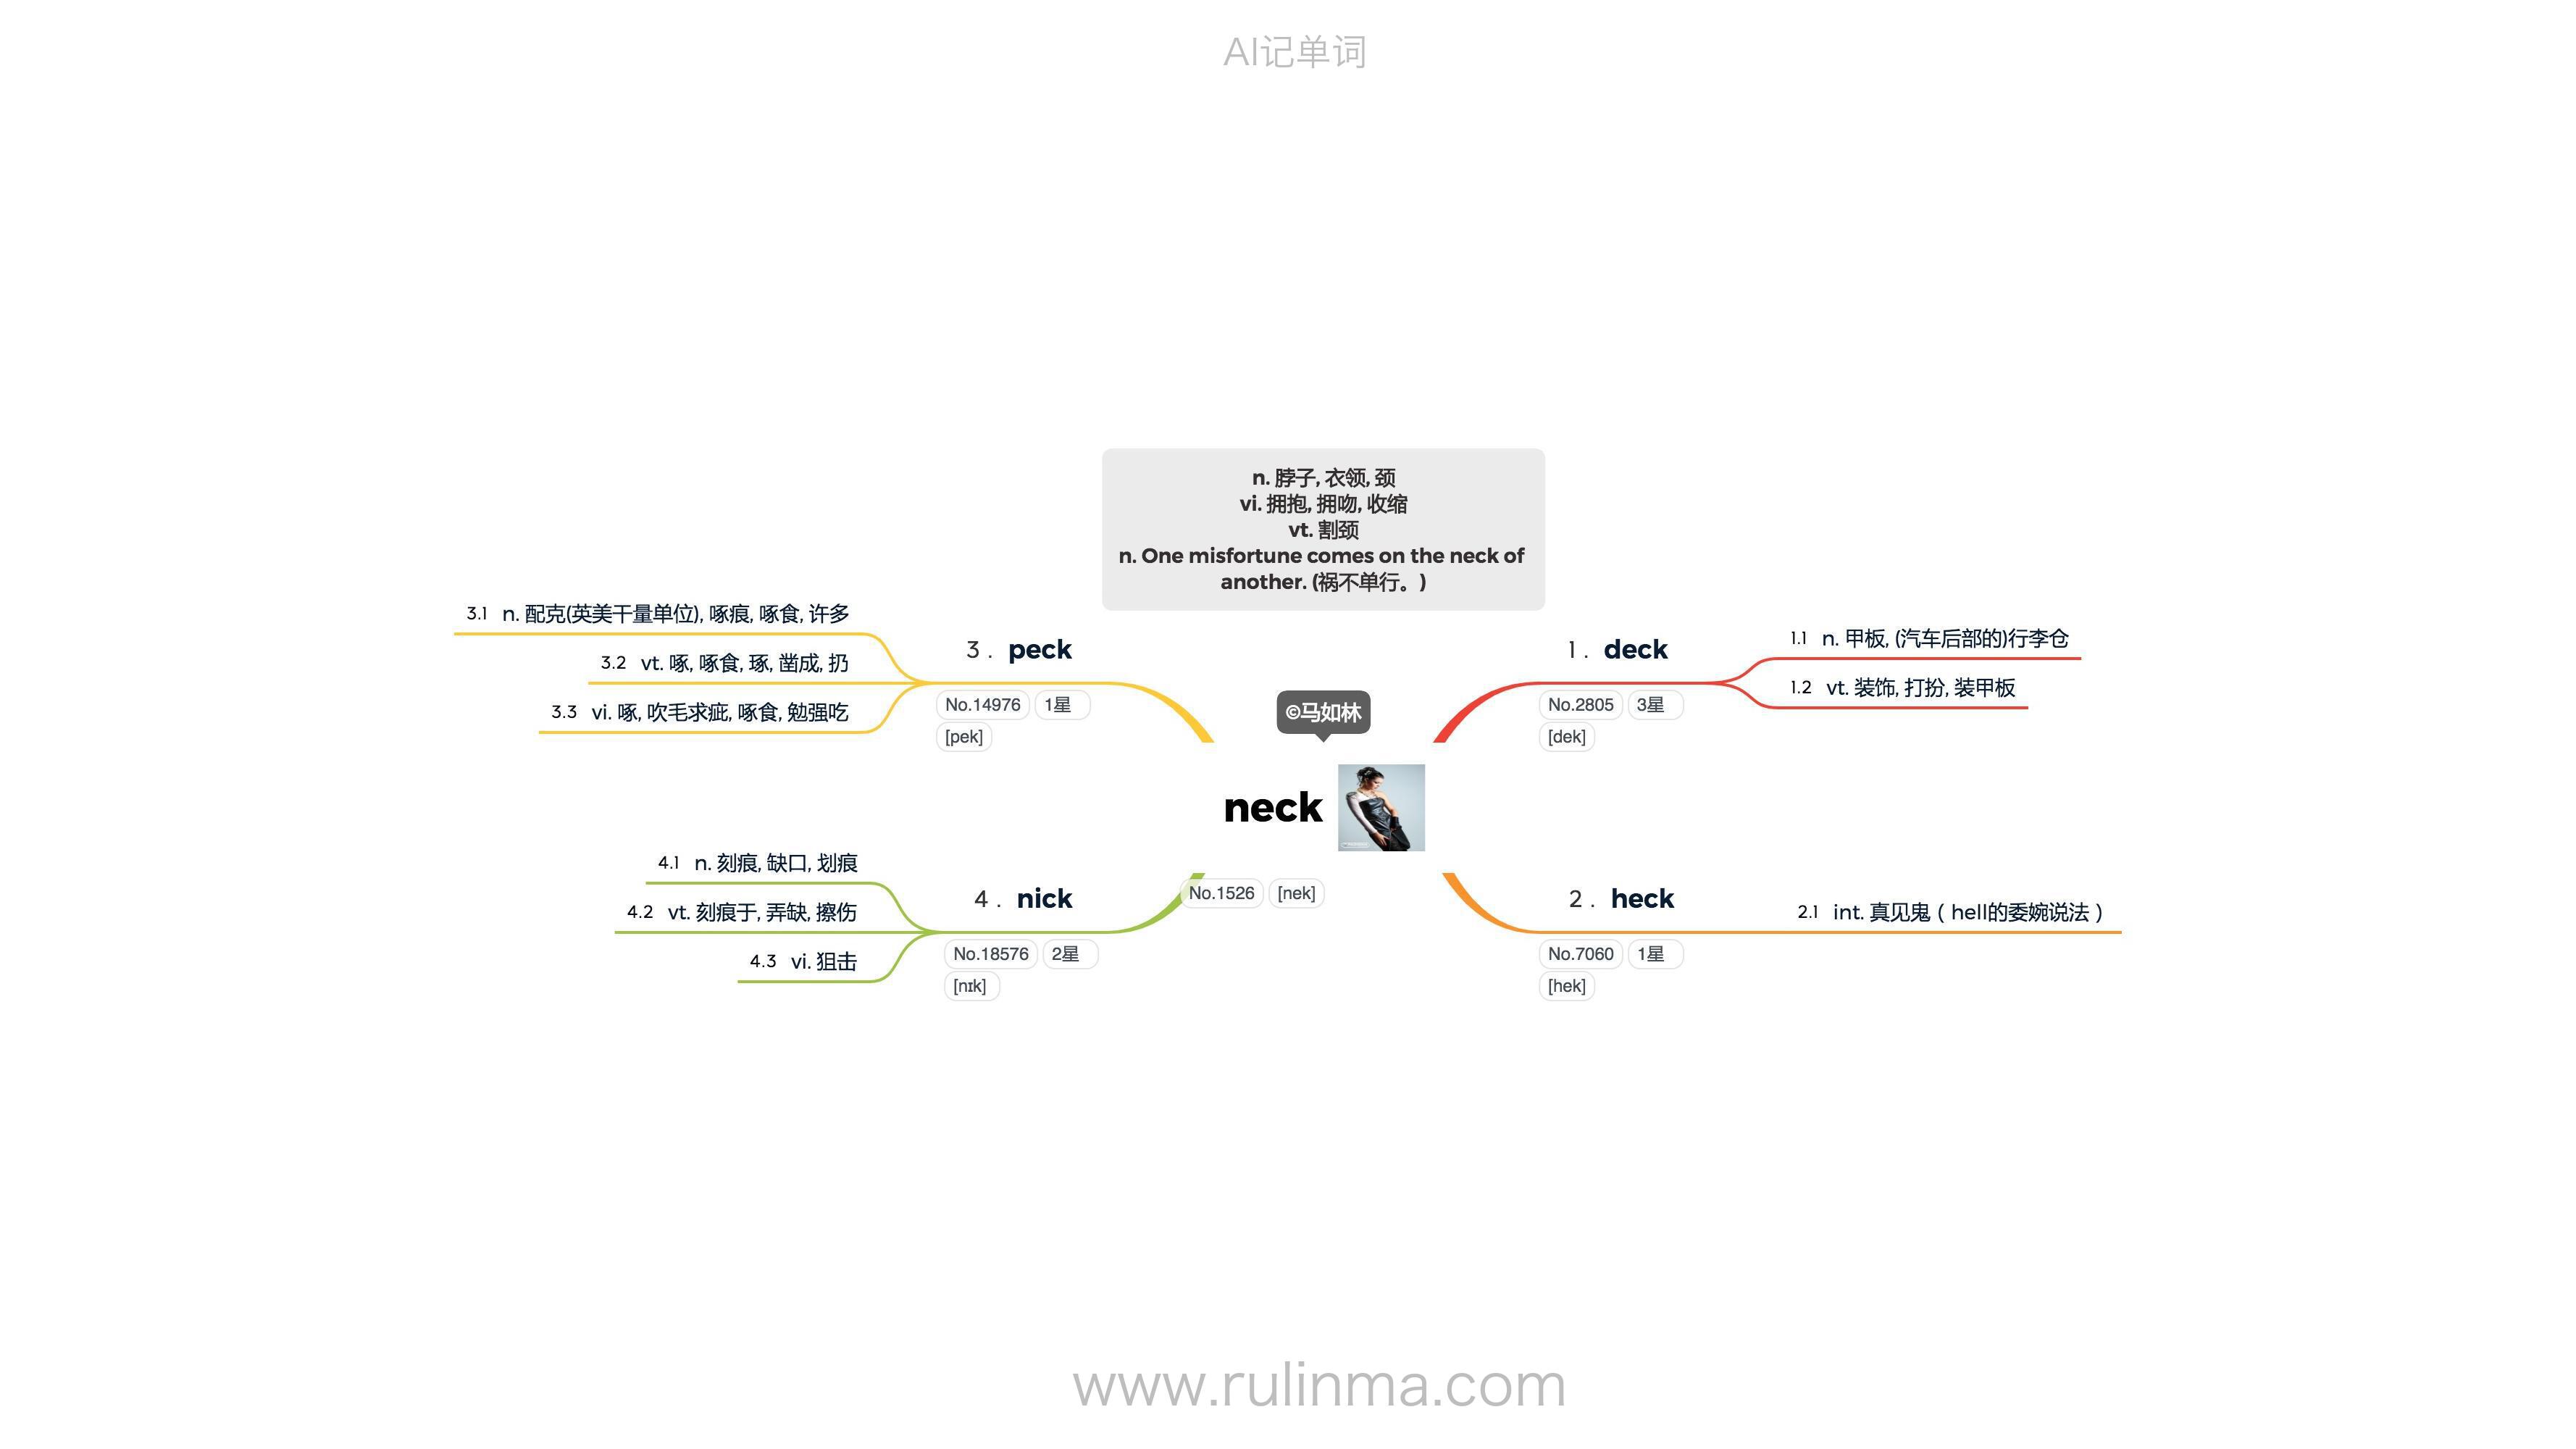 AI记单词
n. 脖子, 衣领, 颈
vi. 拥抱, 拥吻, 收缩
vt. 割颈
n. One misfortune comes on the neck of
another. (祸不单行。)
©马如林
neck
No.1526 [nek]
1. deck
No.2805 3星
[dek]
1.1 n. 甲板, (汽车后部的)行李仓
1.2 vt. 装饰, 打扮, 装甲板
2. heck
No.7060 1星
[hek]
2.1 int. 真见鬼（hell的委婉说法）
3. peck
No.14976 1星
[pek]
3.1 n. 配克(英美干量单位), 啄痕, 啄食, 许多
3.2 vt. 啄, 啄食, 琢, 凿成, 扔
3.3 vi. 啄, 吹毛求疵, 啄食, 勉强吃
4. nick
No.18576 2星
[nɪk]
4.1 n. 刻痕, 缺口, 划痕
4.2 vt. 刻痕于, 弄缺, 擦伤
4.3 vi. 狙击
www.rulinma.com